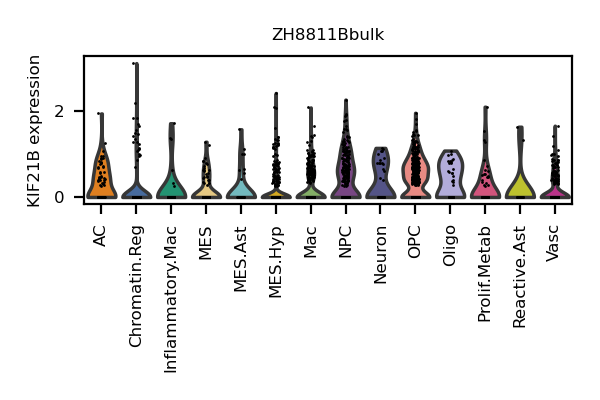 ZH8811Bbulk
KIF21B expression
2
0
AC
Chromatin.Reg
Inflammatory.Mac
MES
MES.Ast
MES.Hyp
Mac
NPC
Neuron
OPC
Oligo
Prolif.Metab
Reactive.Ast
Vasc